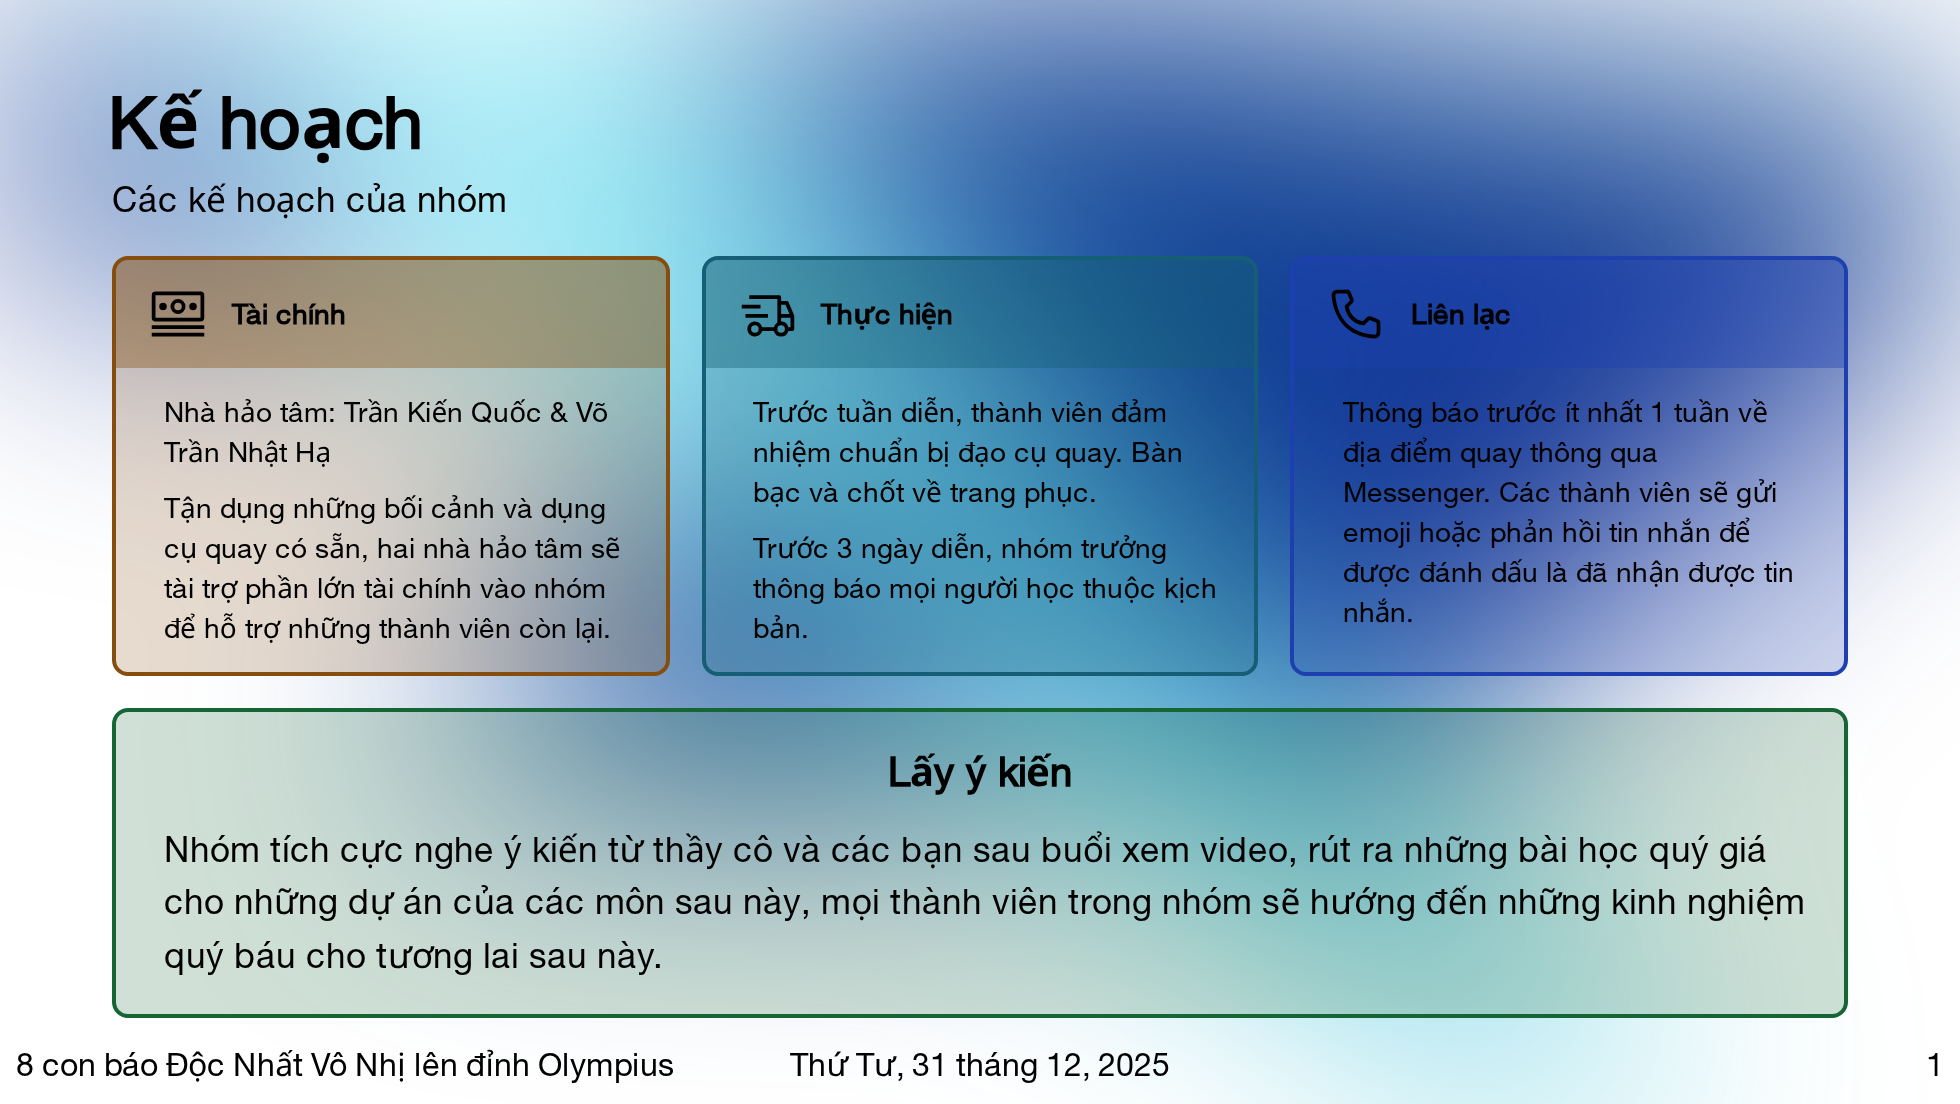 Kế hoạch
Các kế hoạch của nhóm
Tài chính
Nhà hảo tâm: Trần Kiến Quốc & Võ
Trần Nhật Hạ
Tận dụng những bối cảnh và dụng
cụ quay có sẵn, hai nhà hảo tâm sẽ
tài trợ phần lớn tài chính vào nhóm
để hỗ trợ những thành viên còn lại.
Thực hiện
Trước tuần diễn, thành viên đảm
nhiệm chuẩn bị đạo cụ quay. Bàn
bạc và chốt về trang phục.
Trước 3 ngày diễn, nhóm trưởng
thông báo mọi người học thuộc kịch
bản.
Liên lạc
Thông báo trước ít nhất 1 tuần về
địa điểm quay thông qua
Messenger. Các thành viên sẽ gửi
emoji hoặc phản hồi tin nhắn để
được đánh dấu là đã nhận được tin
nhắn.
Lấy ý kiến
Nhóm tích cực nghe ý kiến từ thầy cô và các bạn sau buổi xem video, rút ra những bài học quý giá
cho những dự án của các môn sau này, mọi thành viên trong nhóm sẽ hướng đến những kinh nghiệm
quý báu cho tương lai sau này.
8 con báo Độc Nhất Vô Nhị lên đỉnh Olympius
Thứ Tư, 31 tháng 12, 2025
1